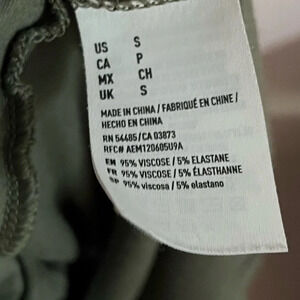 US S
CA P
MX CH
UK S
MADE IN CHINA / FABRIQUÉ EN CHINE /
HECHO EN CHINA
RN 54485/CA 03873
RFC# AEM120605U9A
EN 95% VISCOSE / 5% ELASTANE
FR 95% VISCOSE / 5% ÉLASTHANNE
SP 95% viscosa / 5% elastano